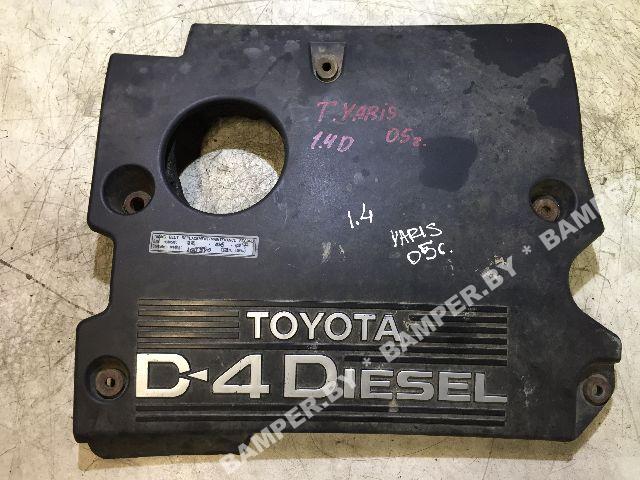 T.YARIS
1.4D 05г.
1.4
YARIS
05г.
TOYOTA
D-4 DIESEL
BAMPER.BY * BAMPER.BY * BAMPER.BY